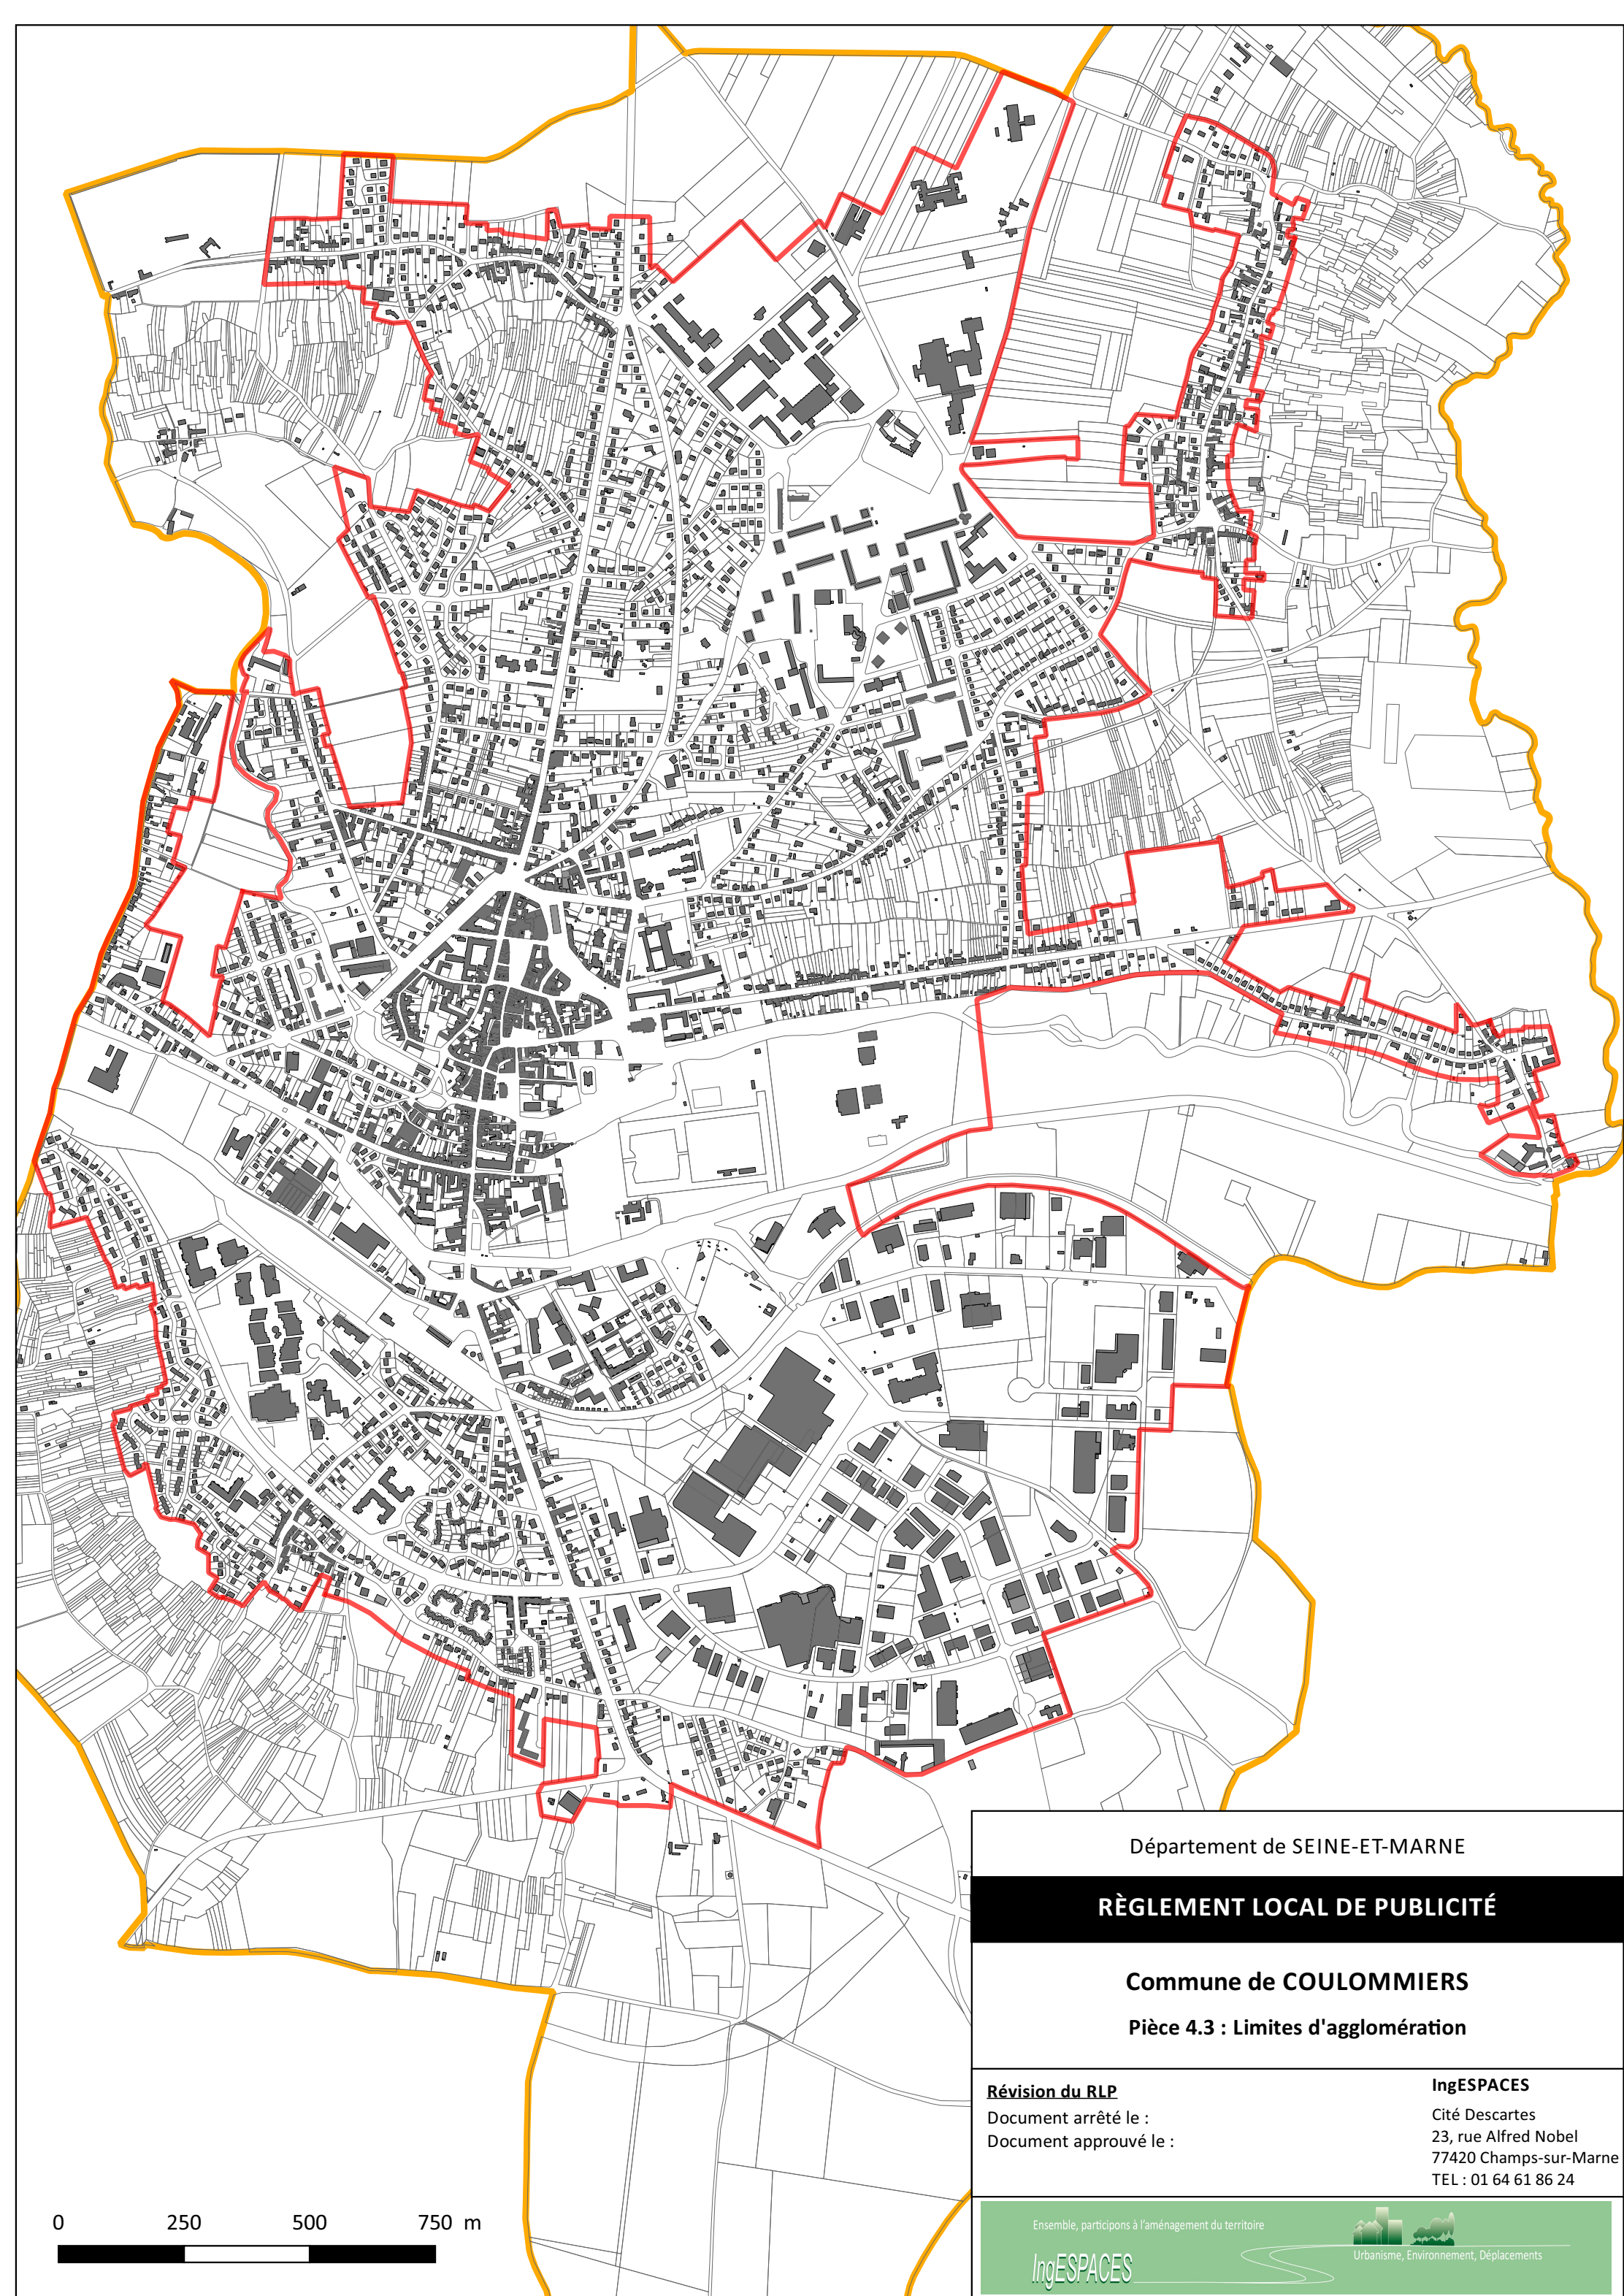 Département de SEINE-ET-MARNE
RÈGLEMENT LOCAL DE PUBLICITÉ
Commune de COULOMMIERS
Pièce 4.3 : Limites d'agglomération
Révision du RLP
Document arrêté le :
Document approuvé le :
IngESPACES
Cité Descartes
23, rue Alfred Nobel
77420 Champs-sur-Marne
TEL : 01 64 61 86 24
0 250 500 750 m
Ensemble, participons à l'aménagement du territoire
IngESPACES
Urbanisme, Environnement, Déplacements